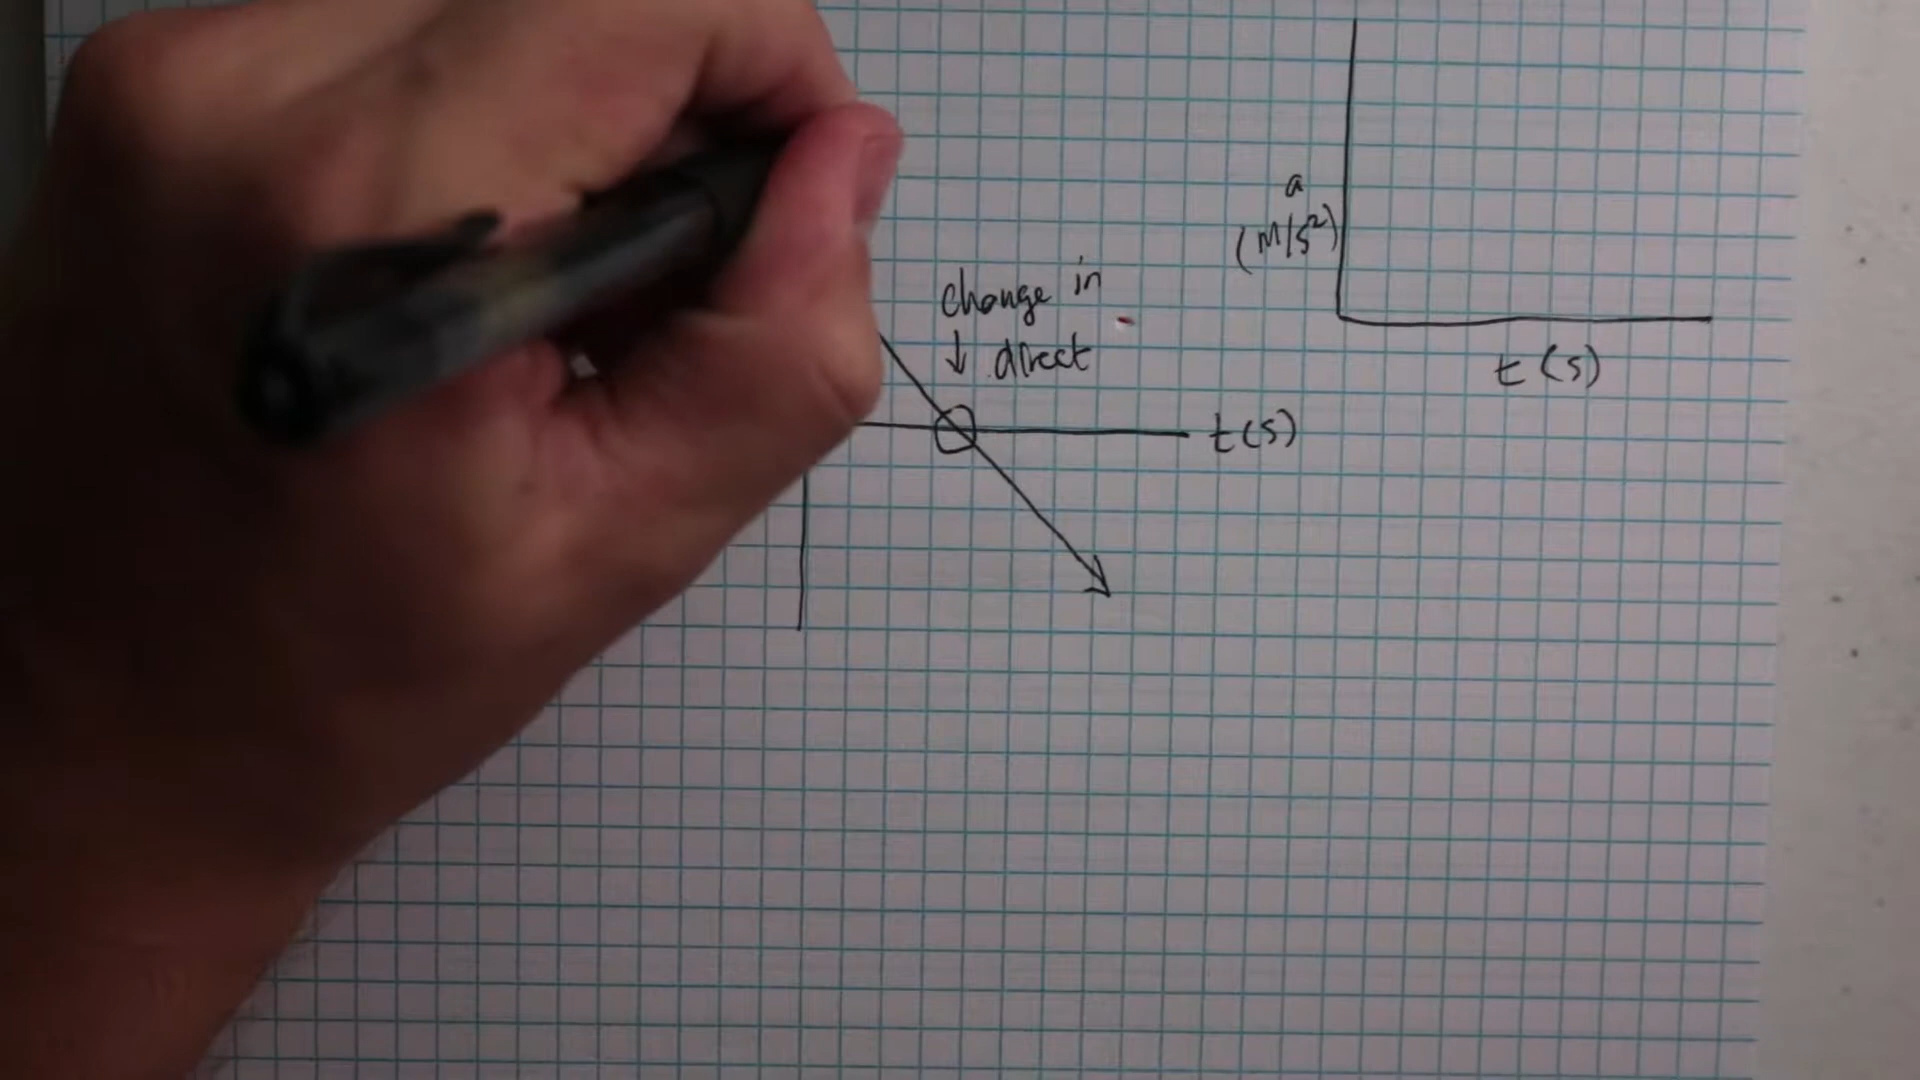 change in
↓ direct
t(s)
a
(m/s²)
t (s)